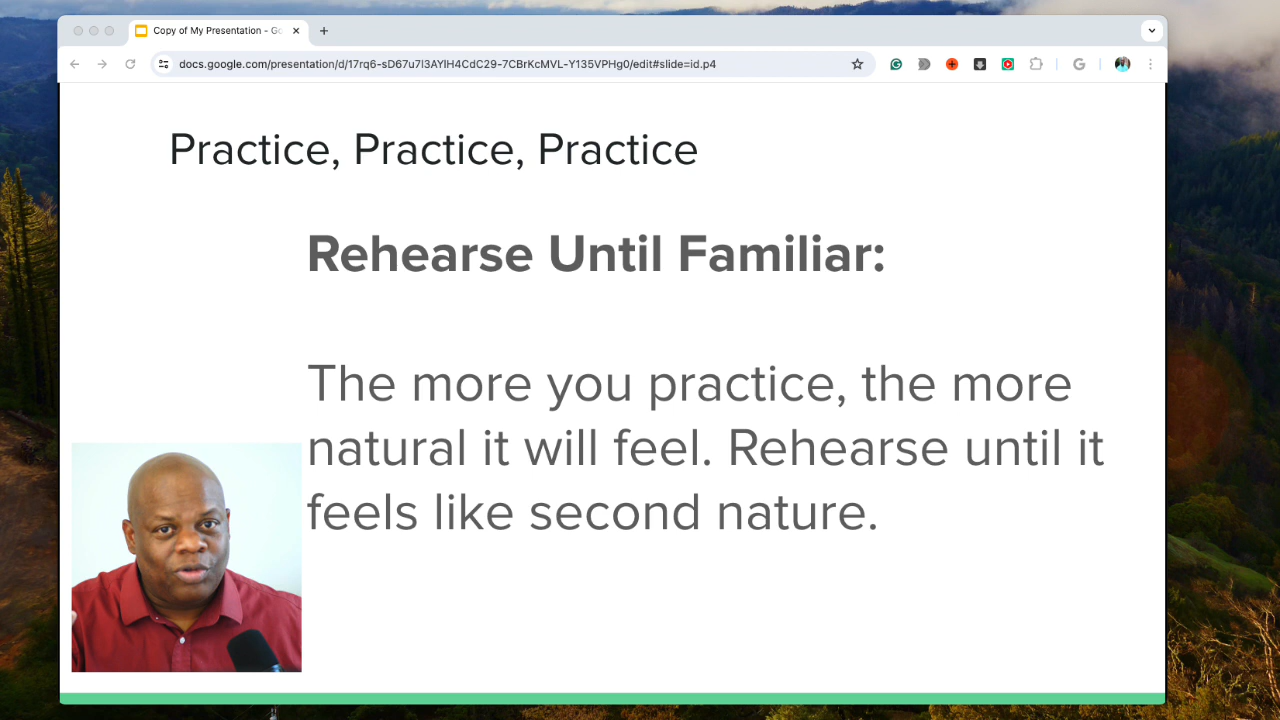 Copy of My Presentation - Go
docs.google.com/presentation/d/17rq6-sD67u7l3AYlH4CdC29-7CBrKcMVL-Y135VPHg0/edit#slide=id.p4
Practice, Practice, Practice
Rehearse Until Familiar:
The more you practice, the more
natural it will feel. Rehearse until it
feels like second nature.